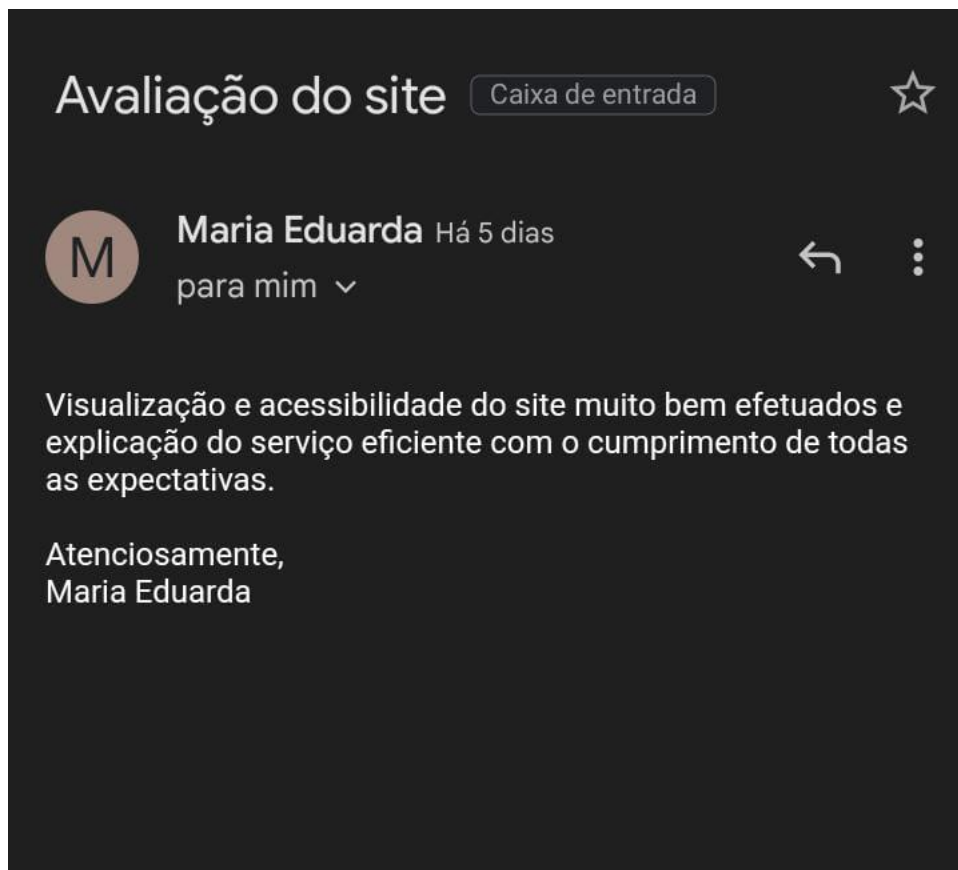 Avaliação do site Caixa de entrada
M
Maria Eduarda Há 5 dias
para mim
Visualização e acessibilidade do site muito bem efetuados e
explicação do serviço eficiente com o cumprimento de todas
as expectativas.
Atenciosamente,
Maria Eduarda